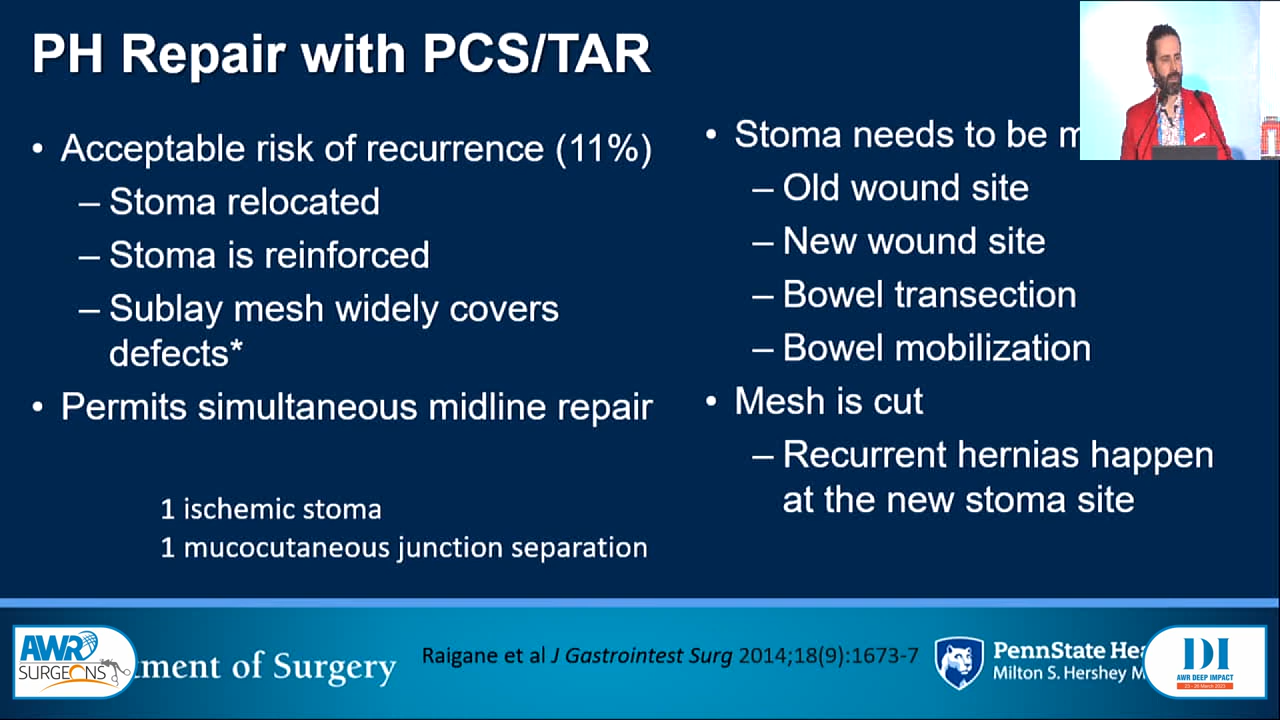 PH Repair with PCS/TAR
• Acceptable risk of recurrence (11%)
– Stoma relocated
– Stoma is reinforced
– Sublay mesh widely covers
defects*
• Permits simultaneous midline repair
1 ischemic stoma
1 mucocutaneous junction separation
• Stoma needs to be m
– Old wound site
– New wound site
– Bowel transection
– Bowel mobilization
• Mesh is cut
– Recurrent hernias happen
at the new stoma site
AWR
SURGEONS
ment of Surgery
Raigane et al J Gastrointest Surg 2014;18(9):1673-7
PennState Hea
Milton S. Hershey M
DI
AWR DEEP IMPACT